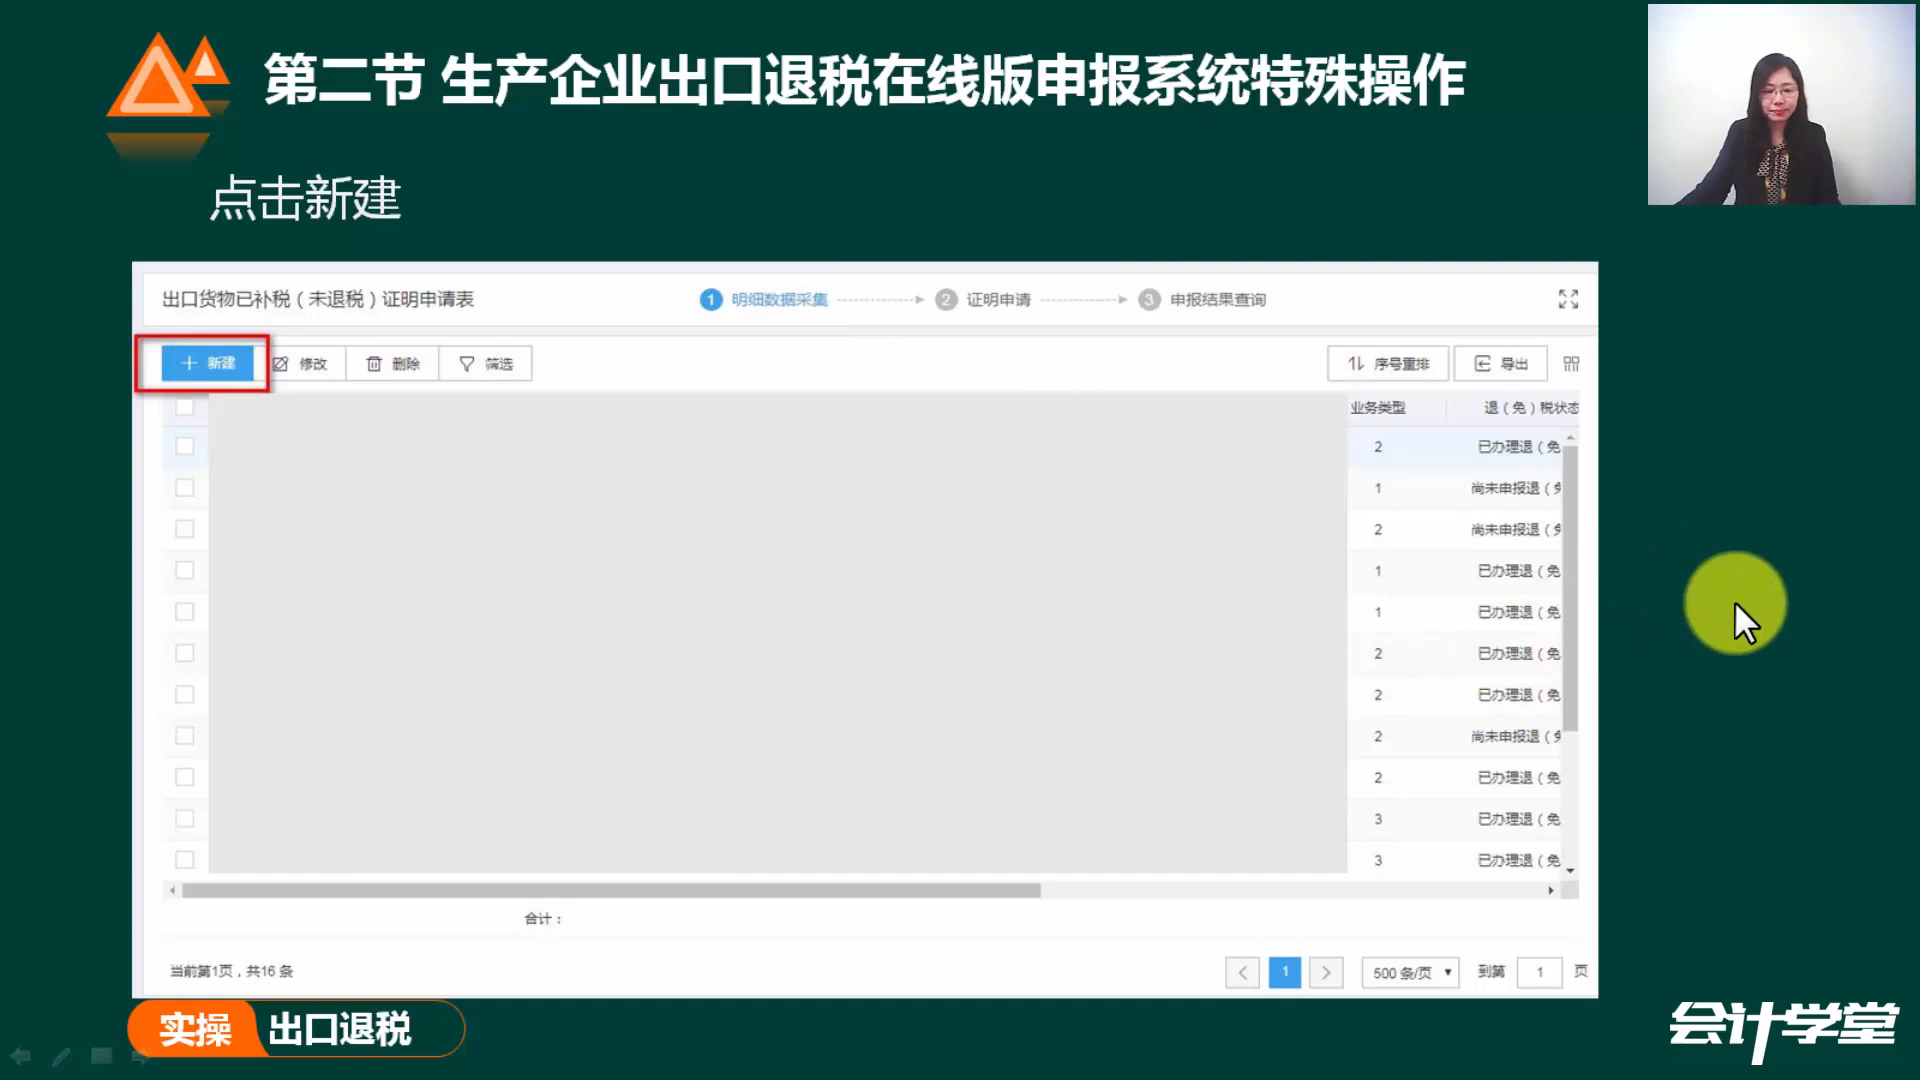 第二节 生产企业出口退税在线版申报系统特殊操作
点击新建
出口货物已补税（未退税）证明申请表
1 明细数据采集 2 证明申请 3 申报结果查询
新建 修改 删除 筛选 序号重排 导出
业务类型 退（免）税状态
2 已办理退（免
1 尚未申报退（免
2 尚未申报退（免
1 已办理退（免
1 已办理退（免
2 已办理退（免
2 已办理退（免
2 尚未申报退（免
2 已办理退（免
3 已办理退（免
3 已办理退（免
合计：
当前第1页，共16 条 1 500 条/页 到第 1 页
实操 出口退税
会计学堂